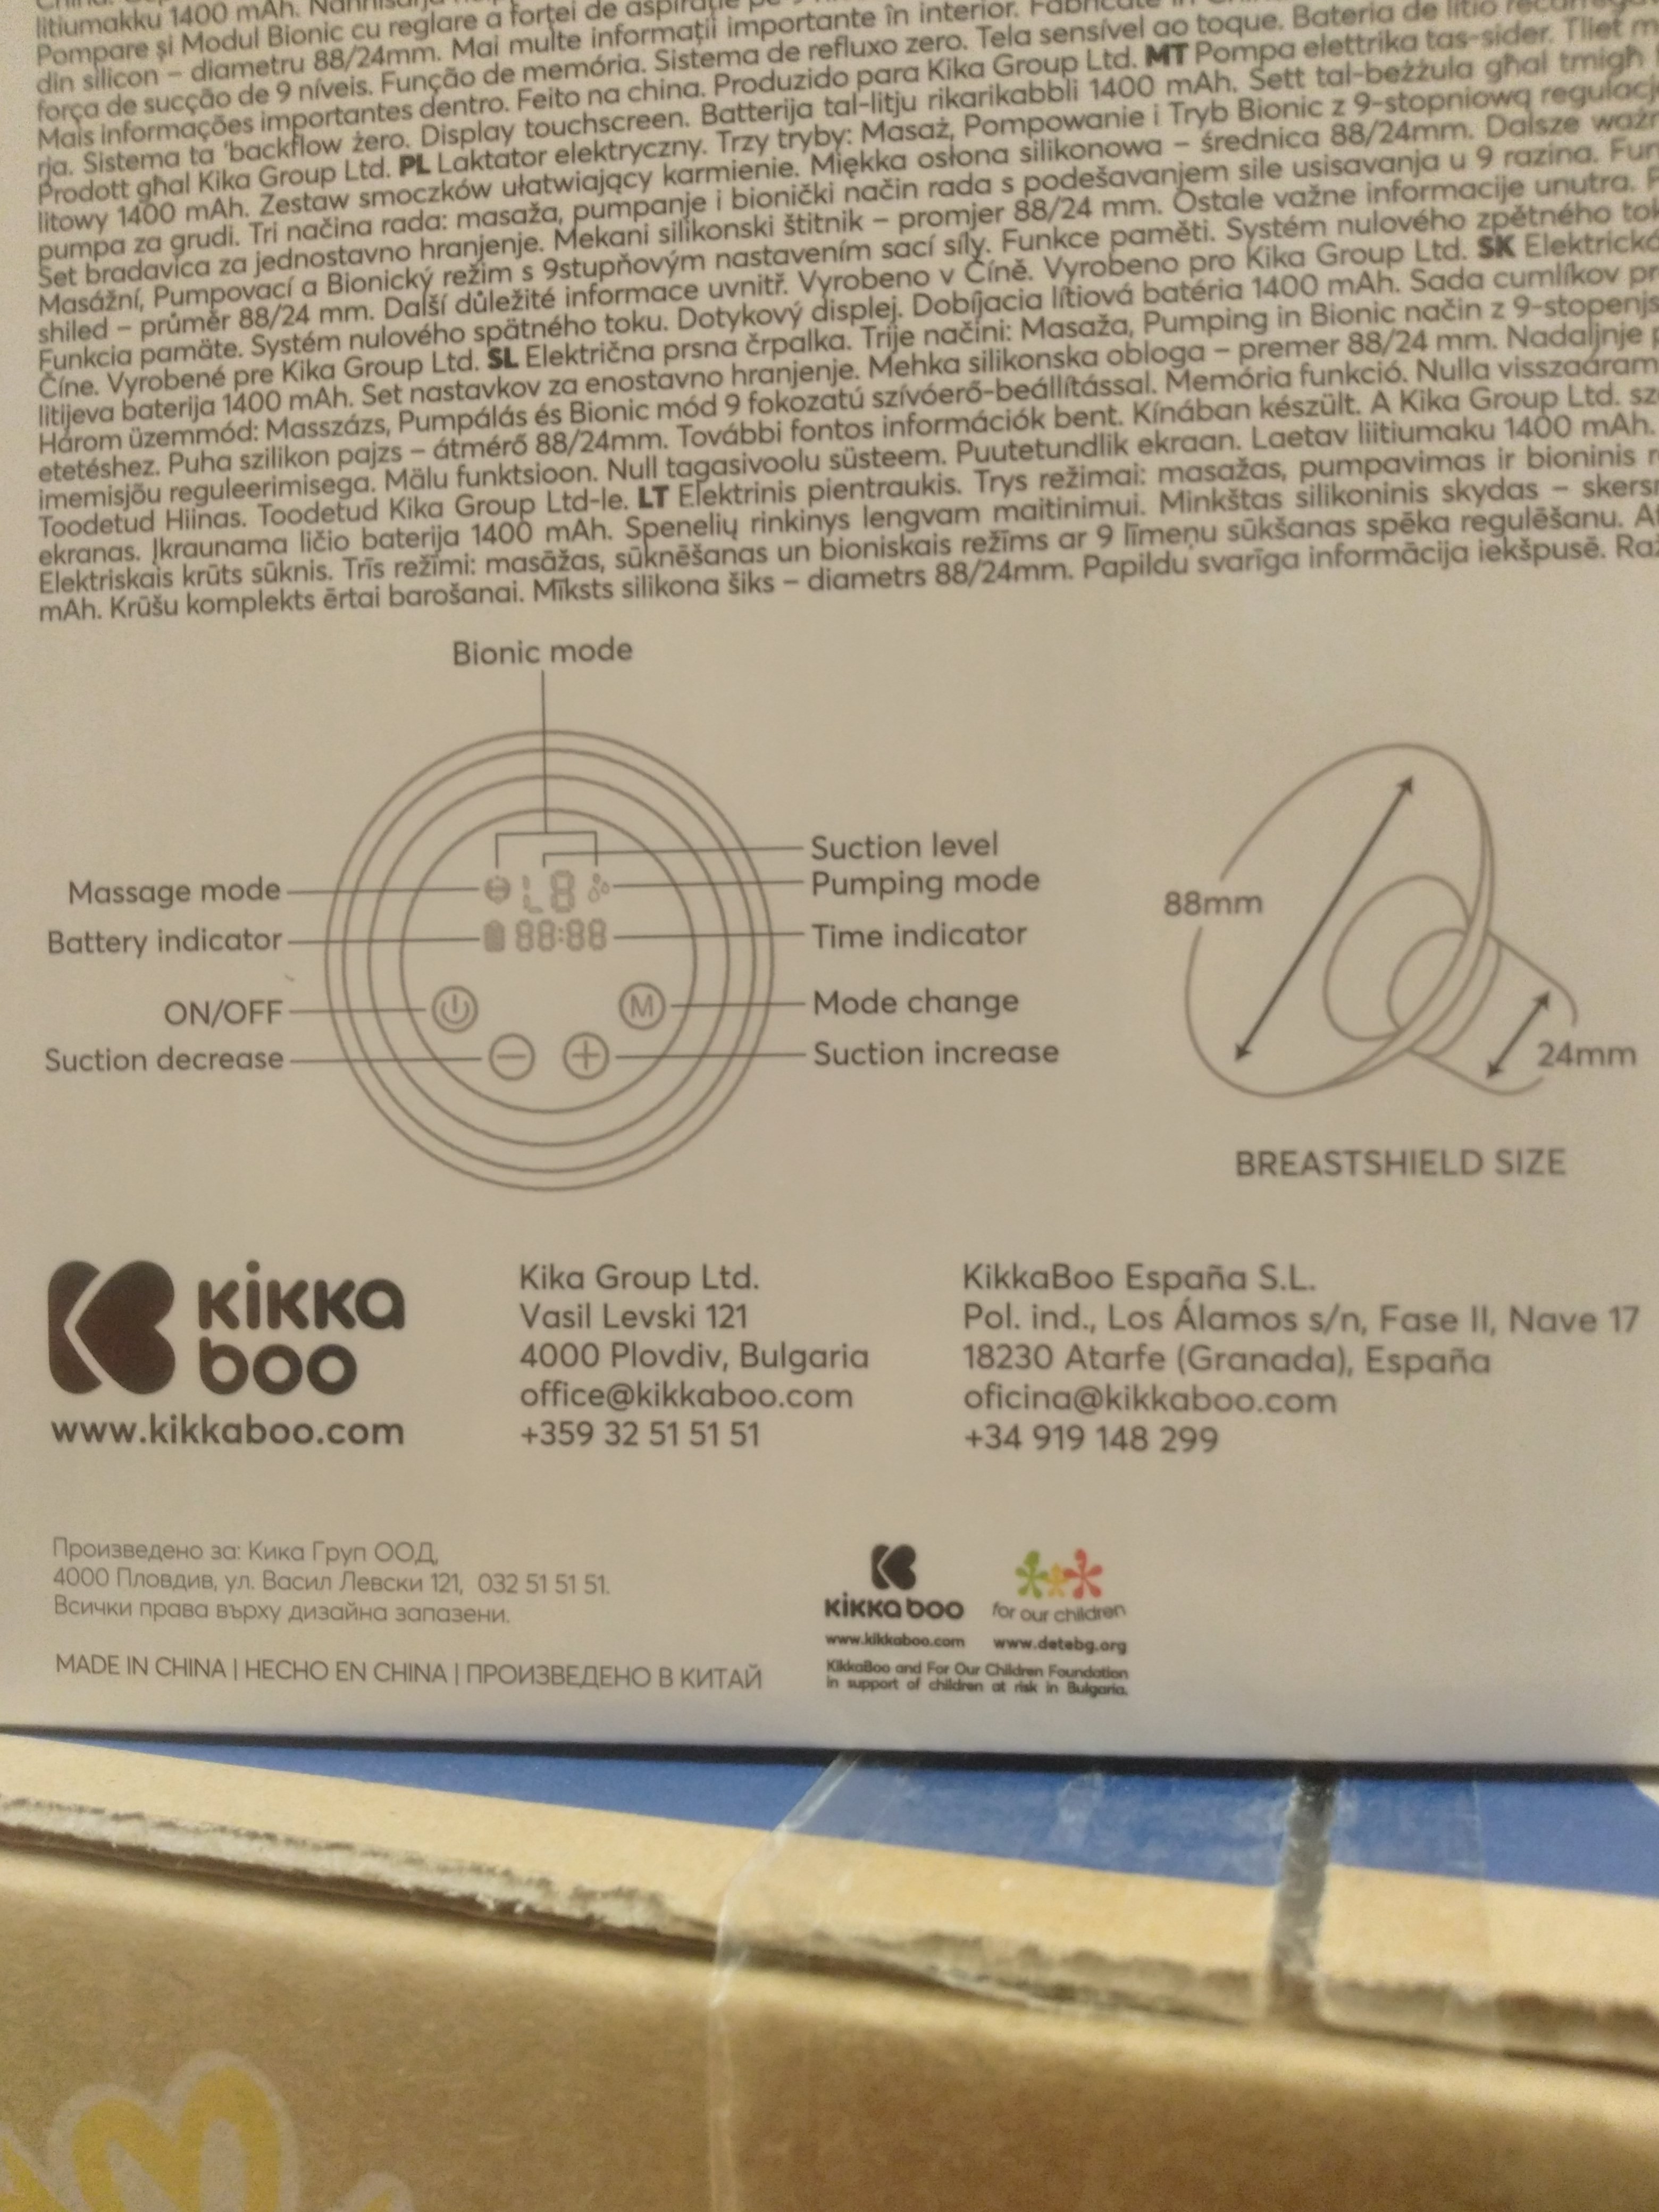 litiumakku 1400 mAh.
Pompare și Modul Bionic cu reglare a forței de
din silicon – diametru 88/24mm. Mai multe informații importante în interior.
força de sucção de 9 níveis. Função de memória. Sistema de refluxo zero. Tela sensível ao toque. Bateria de lítio
Mais informações importantes dentro. Feito na china. Produzido para Kika Group Ltd. MT Pompa elettrika tas-sider. Tliet
rja. Sistema ta 'backflow żero. Display touchscreen. Batterija tal-litju rikarikabbli 1400 mAh. Sett tal-beżżula għal tmigħ
Prodott għal Kika Group Ltd. PL Laktator elektryczny. Trzy tryby: Masaż, Pompowanie i Tryb Bionic z 9-stopniową
litowy 1400 mAh. Zestaw smoczków ułatwiający karmienie. Miękka osłona silikonowa – średnica 88/24mm. Dalsze
pumpa za grudi. Tri načina rada: masaža, pumpanje i bionički način rada s podešavanjem sile usisavanja u 9 razina.
Set bradavica za jednostavno hranjenje. Mekani silikonski štitnik – promjer 88/24 mm. Ostale važne informacije unutra.
Masážní, Pumpovací a Bionický režim s 9stupňovým nastavením sací síly. Funkce paměti. Systém nulového zpětného
shiled – průměr 88/24 mm. Další důležité informace uvnitř. Vyrobeno v Číně. Vyrobeno pro Kika Group Ltd. SK Elektrická
Funkcia pamäte. Systém nulového spätného toku. Dotykový displej. Dobíjacia lítiová batéria 1400 mAh. Sada cumlíkov
Číne. Vyrobené pre Kika Group Ltd. SL Električna prsna črpalka. Trije načini: Masaža, Pumping in Bionic način z
litijeva baterija 1400 mAh. Set nastavkov za enostavno hranjenje. Mehka silikonska obloga – premer 88/24 mm. Nadaljnje
Három üzemmód: Masszázs, Pumpálás és Bionic mód 9 fokozatú szívóerő-beállítással. Memória funkció. Nulla
etetéshez. Puha szilikon pajzs – átmérő 88/24mm. További fontos információk bent. Kínában készült. A Kika Group Ltd.
imemisjõu reguleerimisega. Mälu funktsioon. Null tagasivoolu süsteem. Puutetundlik ekraan. Laetav liitiumaku 1400 mAh.
Toodetud Hiinas. Toodetud Kika Group Ltd-le. LT Elektrinis pientraukis. Trys režimai: masažas, pumpavimas ir bioninis
ekranas. Įkraunama ličio baterija 1400 mAh. Spenelių rinkinys lengvam maitinimui. Minkštas silikoninis skydas –
Elektriskais krūts sūknis. Trīs režīmi: masāžas, sūknēšanas un bioniskais režīms ar 9 līmeņu sūkšanas spēka regulēšanu.
mAh. Krūšu komplekts ērtai barošanai. Mīksts silikona šiks – diametrs 88/24mm. Papildu svarīga informācija iekšpusē.
Bionic mode
Suction level
Massage mode
L8
Pumping mode
Battery indicator
88:88
Time indicator
ON/OFF
M
Mode change
Suction decrease
Suction increase
88mm
24mm
BREASTSHIELD SIZE
KIKKA
boo
www.kikkaboo.com
Kika Group Ltd.
Vasil Levski 121
4000 Plovdiv, Bulgaria
office@kikkaboo.com
+359 32 51 51 51
KikkaBoo España S.L.
Pol. ind., Los Álamos s/n, Fase II, Nave 17
18230 Atarfe (Granada), España
oficina@kikkaboo.com
+34 919 148 299
Произведено за: Кика Груп ООД,
4000 Пловдив, ул. Васил Левски 121, 032 51 51 51.
Всички права върху дизайна запазени.
MADE IN CHINA | HECHO EN CHINA | ПРОИЗВЕДЕНО В КИТАЙ
KIKKA boo
www.kikkaboo.com
for our children
www.detebg.org
KikkaBoo and For Our Children Foundation
in support of children at risk in Bulgaria.